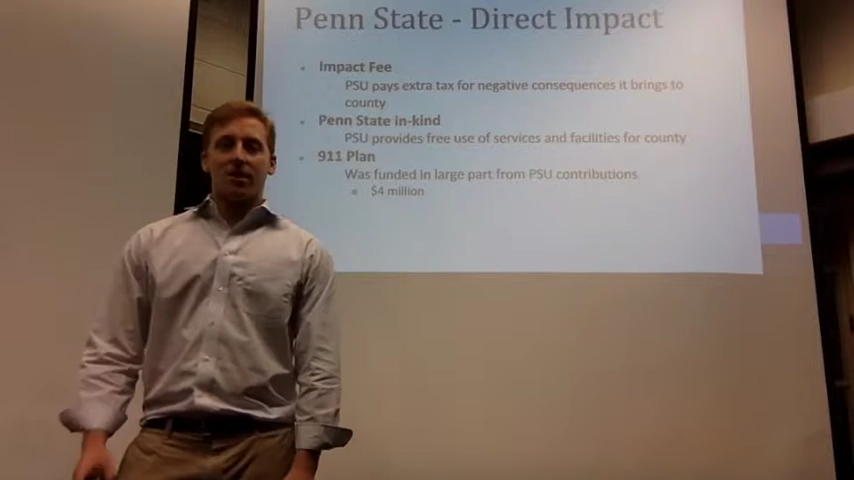 Penn State - Direct Impact
Impact Fee
PSU pays extra tax for negative consequences it brings to
county
Penn State in-kind
PSU provides free use of services and facilities for county
911 Plan
Was funded in large part from PSU contributions
$4 million